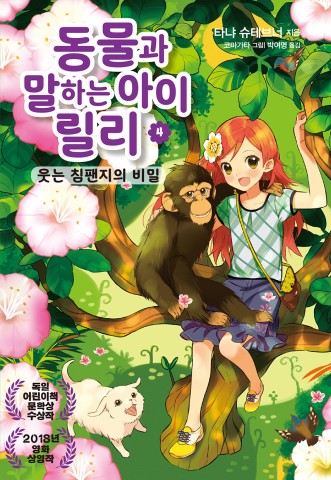 타냐 슈테브너 지음
코마가타 그림 | 박여명 옮김
동물과
말하는 아이
릴리 4
웃는 침팬지의 비밀
독일
어린이책
문학상
수상작
2018년
영화
상영작